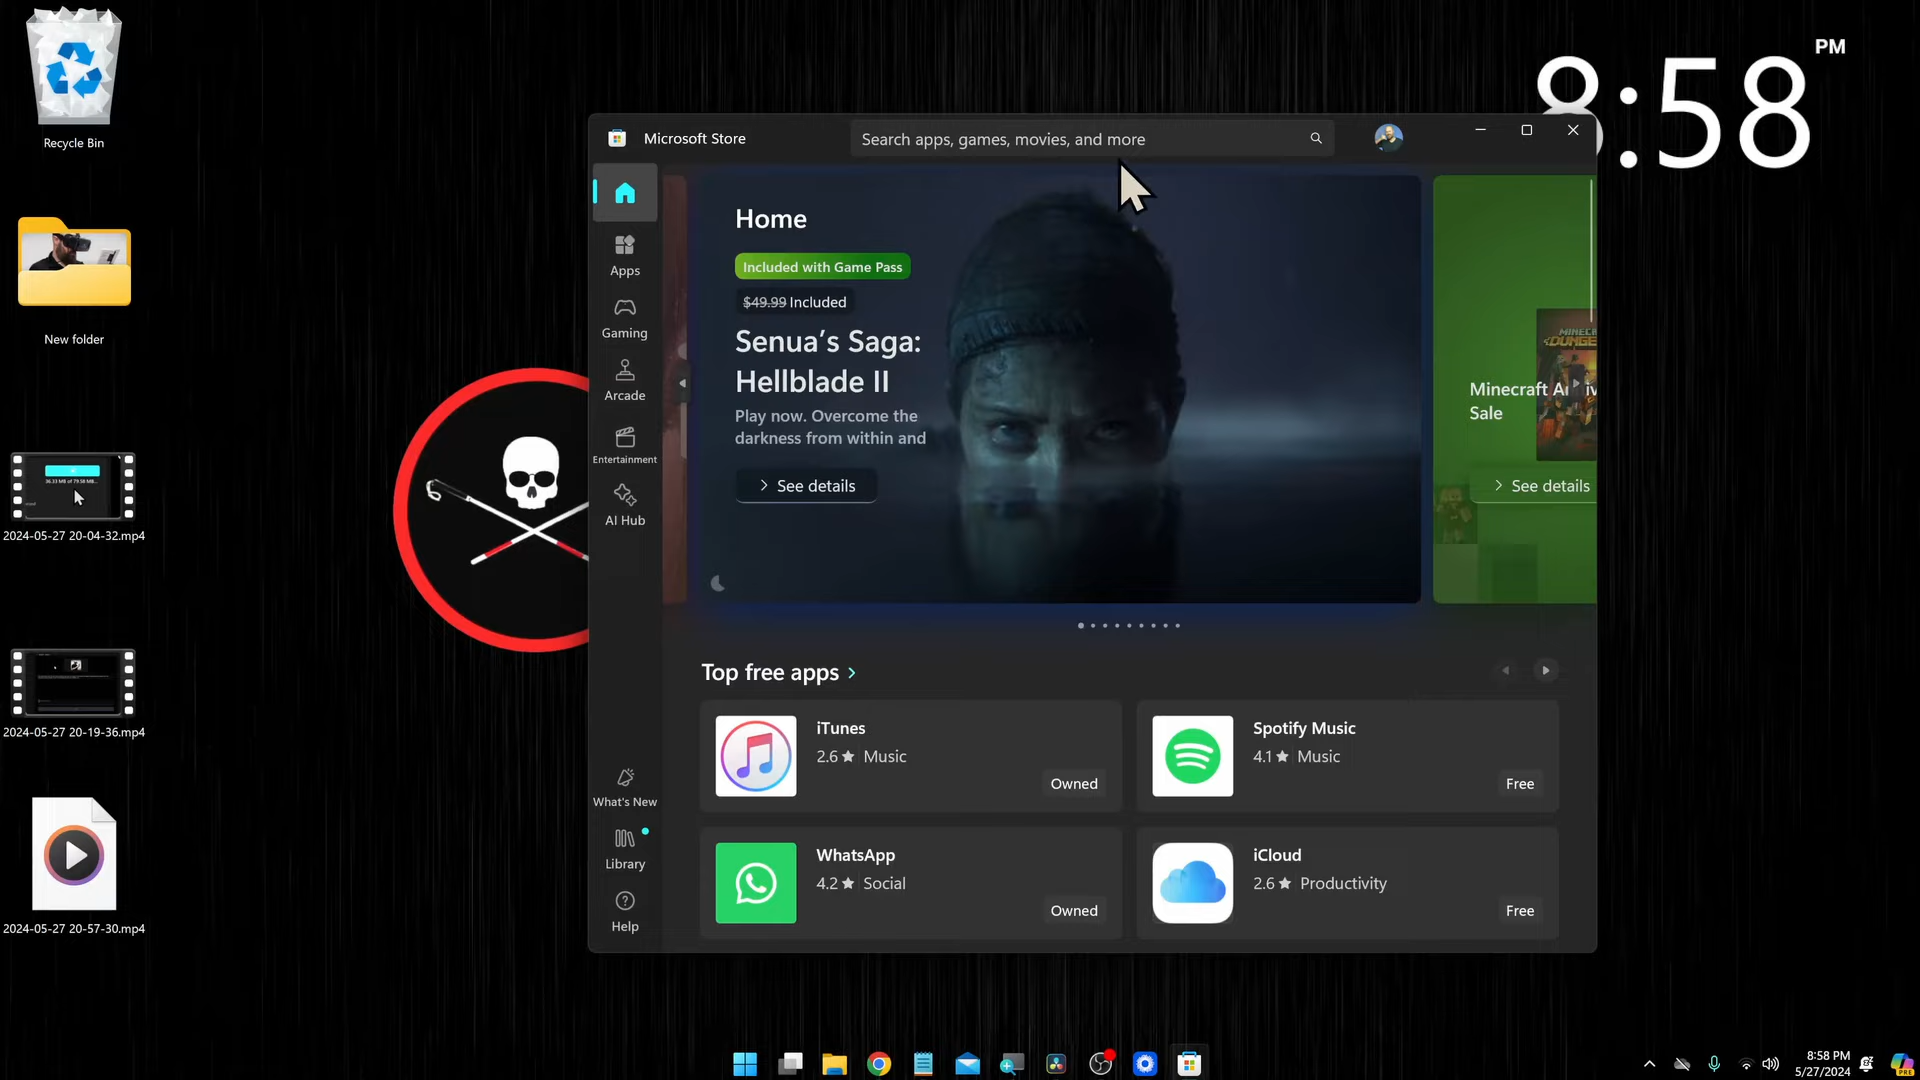 Recycle Bin
New folder
2024-05-27 20-04-32.mp4
2024-05-27 20-19-36.mp4
2024-05-27 20-57-30.mp4
8:58 PM
Microsoft Store
Search apps, games, movies, and more
Apps
Gaming
Arcade
Entertainment
AI Hub
What's New
Library
Help
Home
Included with Game Pass
$49.99 Included
Senua's Saga:
Hellblade II
Play now. Overcome the
darkness from within and
See details
Minecraft A
Sale
See details
Top free apps
iTunes
2.6 ★ Music
Owned
Spotify Music
4.1 ★ Music
Free
WhatsApp
4.2 ★ Social
Owned
iCloud
2.6 ★ Productivity
Free
8:58 PM
5/27/2024
PRE